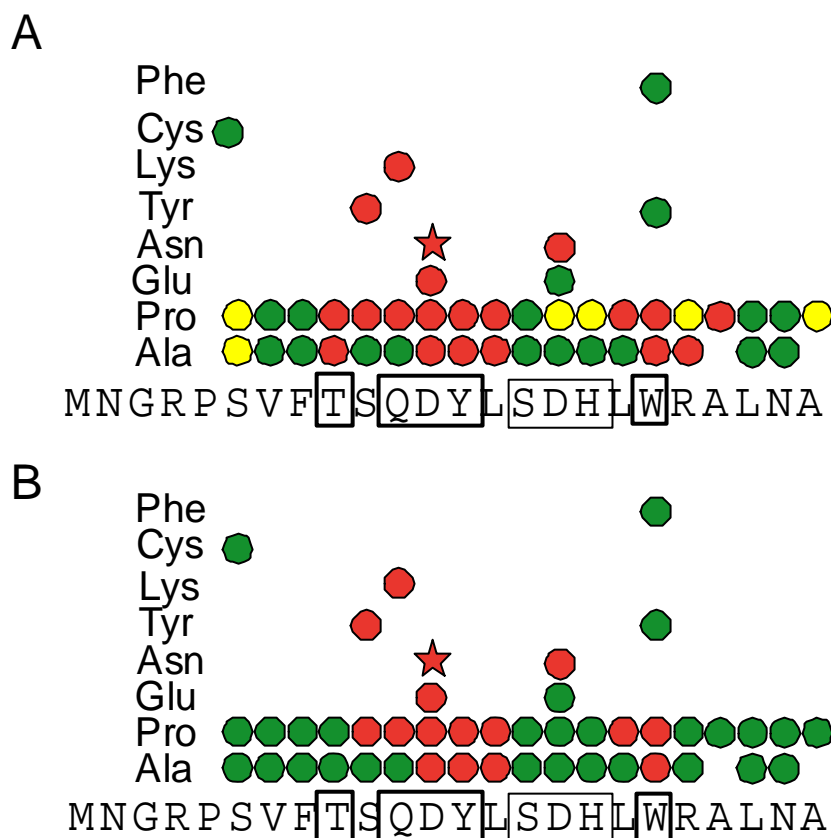 A
Phe
Cys
Lys
Tyr
Asn
Glu
Pro
Ala
MNGRPSVFTSQDYLSDHLWRALNA
B
Phe
Cys
Lys
Tyr
Asn
Glu
Pro
Ala
MNGRPSVFTSQDYLSDHLWRALNA